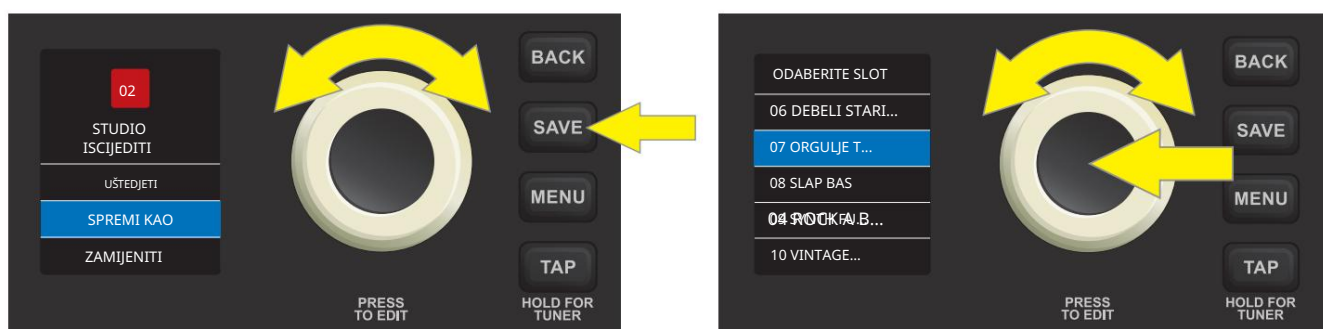 02
STUDIO
ISCIJEDITI
UŠTEDJETI
SPREMI KAO
ZAMIJENITI
BACK
SAVE
MENU
TAP
PRESS
TO EDIT
HOLD FOR
TUNER
ODABERITE SLOT
06 DEBELI STARI...
07 ORGULJE T...
08 SLAP BAS
04 ROCK A B...
10 VINTAGE...
BACK
SAVE
MENU
TAP
PRESS
TO EDIT
HOLD FOR
TUNER